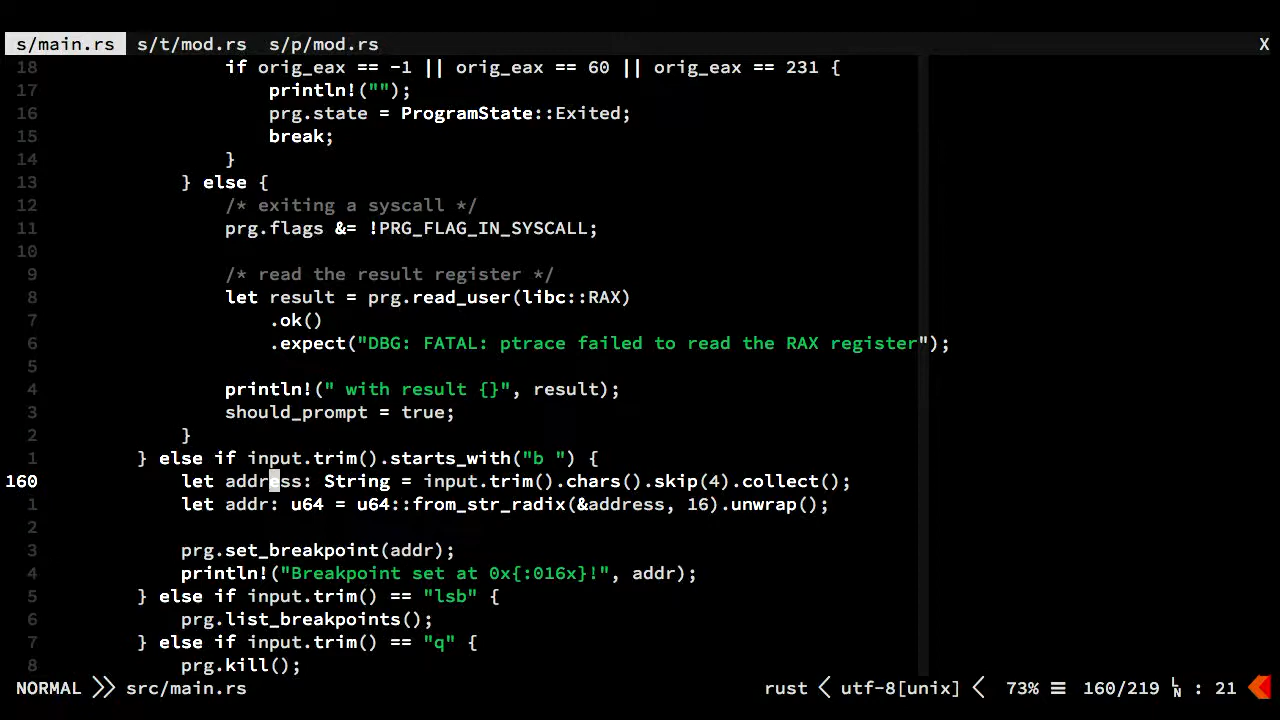 s/main.rs s/t/mod.rs s/p/mod.rs X
18 if orig_eax == -1 || orig_eax == 60 || orig_eax == 231 {
17 println!("");
16 prg.state = ProgramState::Exited;
15 break;
14 }
13 } else {
12 /* exiting a syscall */
11 prg.flags &= !PRG_FLAG_IN_SYSCALL;
10
9 /* read the result register */
8 let result = prg.read_user(libc::RAX)
7 .ok()
6 .expect("DBG: FATAL: ptrace failed to read the RAX register");
5
4 println!(" with result {}", result);
3 should_prompt = true;
2 }
1 } else if input.trim().starts_with("b ") {
160 let address: String = input.trim().chars().skip(4).collect();
1 let addr: u64 = u64::from_str_radix(&address, 16).unwrap();
2
3 prg.set_breakpoint(addr);
4 println!("Breakpoint set at 0x{:016x}!", addr);
5 } else if input.trim() == "lsb" {
6 prg.list_breakpoints();
7 } else if input.trim() == "q" {
8 prg.kill();
NORMAL src/main.rs rust utf-8[unix] 73% ≡ 160/219 LN : 21